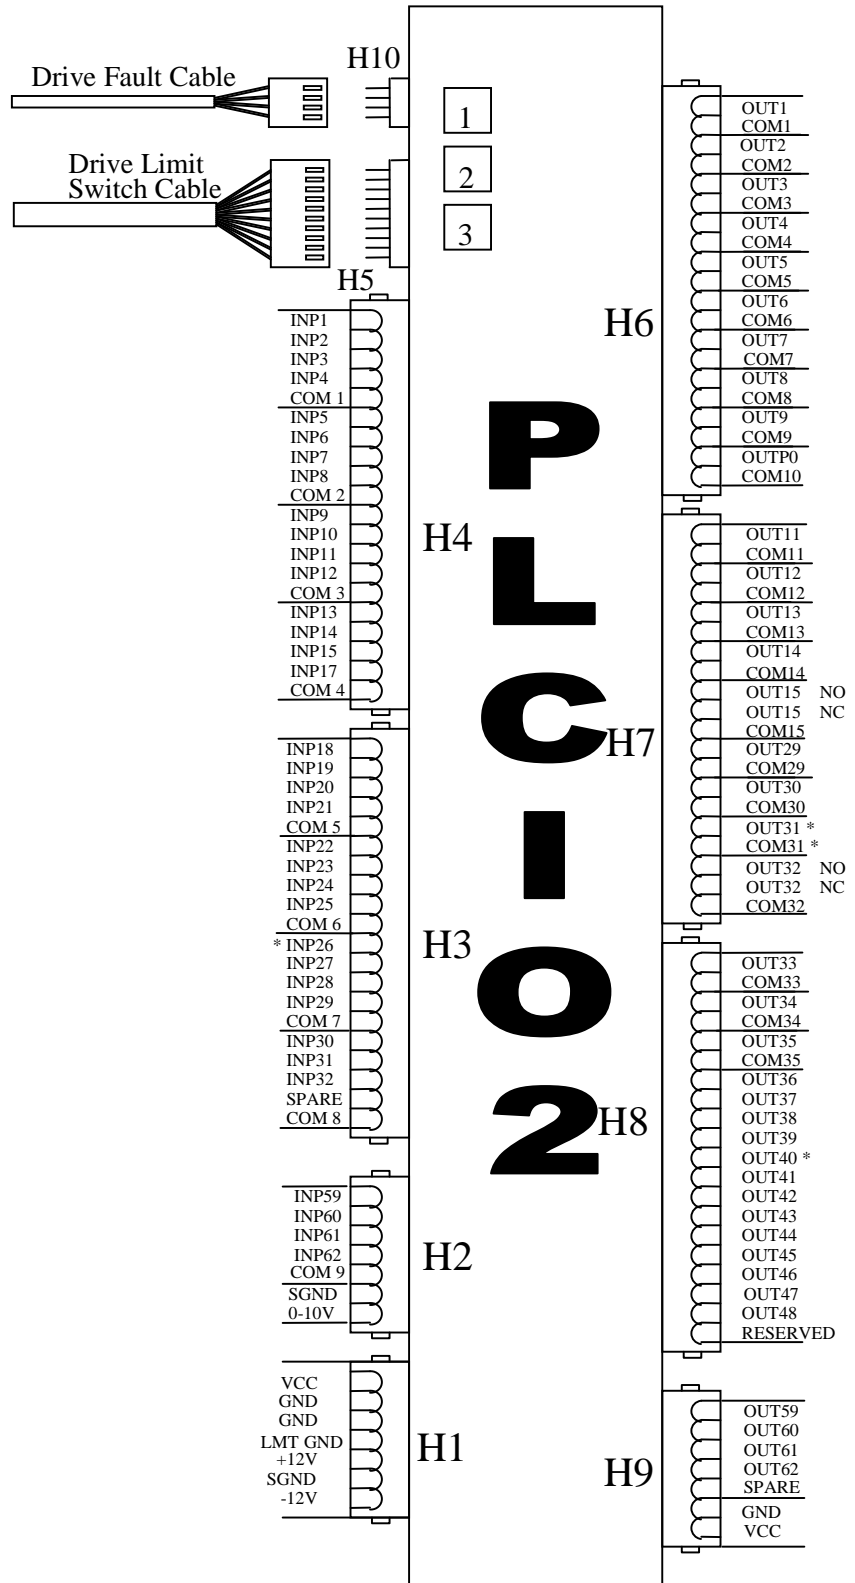 H10
Drive Fault Cable
Drive Limit
Switch Cable
1
2
3
H5
INP1
INP2
INP3
INP4
COM 1
INP5
INP6
INP7
INP8
COM 2
INP9
INP10
INP11
INP12
COM 3
INP13
INP14
INP15
INP17
COM 4
H4
INP18
INP19
INP20
INP21
COM 5
INP22
INP23
INP24
INP25
COM 6
* INP26
INP27
INP28
INP29
COM 7
INP30
INP31
INP32
SPARE
COM 8
H3
INP59
INP60
INP61
INP62
COM 9
SGND
0-10V
H2
VCC
GND
GND
LMT GND
+12V
SGND
-12V
H1
P
L
C
I
O
2
H6
OUT1
COM1
OUT2
COM2
OUT3
COM3
OUT4
COM4
OUT5
COM5
OUT6
COM6
OUT7
COM7
OUT8
COM8
OUT9
COM9
OUTP0
COM10
H7
OUT11
COM11
OUT12
COM12
OUT13
COM13
OUT14
COM14
OUT15 NO
OUT15 NC
COM15
OUT29
COM29
OUT30
COM30
OUT31 *
COM31 *
OUT32 NO
OUT32 NC
COM32
H8
OUT33
COM33
OUT34
COM34
OUT35
COM35
OUT36
OUT37
OUT38
OUT39
OUT40 *
OUT41
OUT42
OUT43
OUT44
OUT45
OUT46
OUT47
OUT48
RESERVED
H9
OUT59
OUT60
OUT61
OUT62
SPARE
GND
VCC